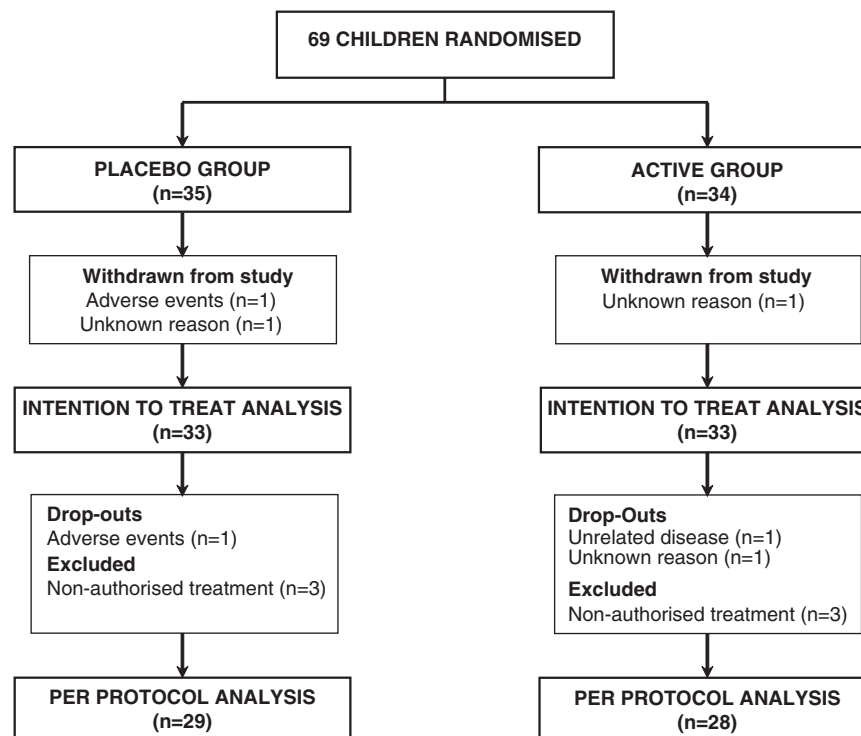 69 CHILDREN RANDOMISED
PLACEBO GROUP
(n=35)
ACTIVE GROUP
(n=34)
Withdrawn from study
Adverse events (n=1)
Unknown reason (n=1)
Withdrawn from study
Unknown reason (n=1)
INTENTION TO TREAT ANALYSIS
(n=33)
INTENTION TO TREAT ANALYSIS
(n=33)
Drop-outs
Adverse events (n=1)
Excluded
Non-authorised treatment (n=3)
Drop-Outs
Unrelated disease (n=1)
Unknown reason (n=1)
Excluded
Non-authorised treatment (n=3)
PER PROTOCOL ANALYSIS
(n=29)
PER PROTOCOL ANALYSIS
(n=28)